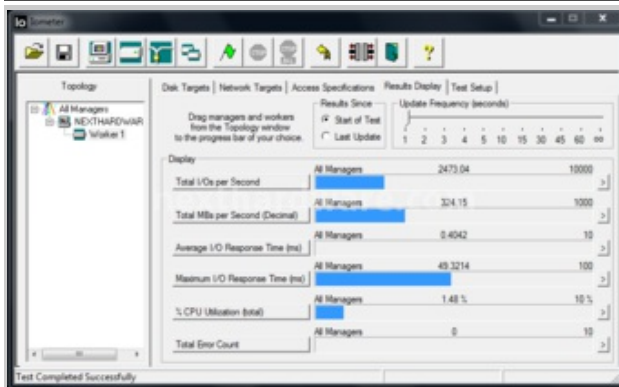 Io Iometer
Topology
All Managers
NEXTHARDWAR
Worker 1
Disk Targets | Network Targets | Access Specifications | Results Display | Test Setup
Drag managers and workers
from the Topology window
to the progress bar of your choice.
Results Since
Start of Test
Last Update
Update Frequency (seconds)
1 2 3 4 5 10 15 30 45 60 oo
Display
All Managers 2473.04 10000
Total I/Os per Second
All Managers 324.15 1000
Total MBs per Second (Decimal)
All Managers 0.4042 10
Average I/O Response Time (ms)
All Managers 49.3214 100
Maximum I/O Response Time (ms)
All Managers 1.48 % 10 %
% CPU Utilization (total)
All Managers 0 10
Total Error Count
Test Completed Successfully